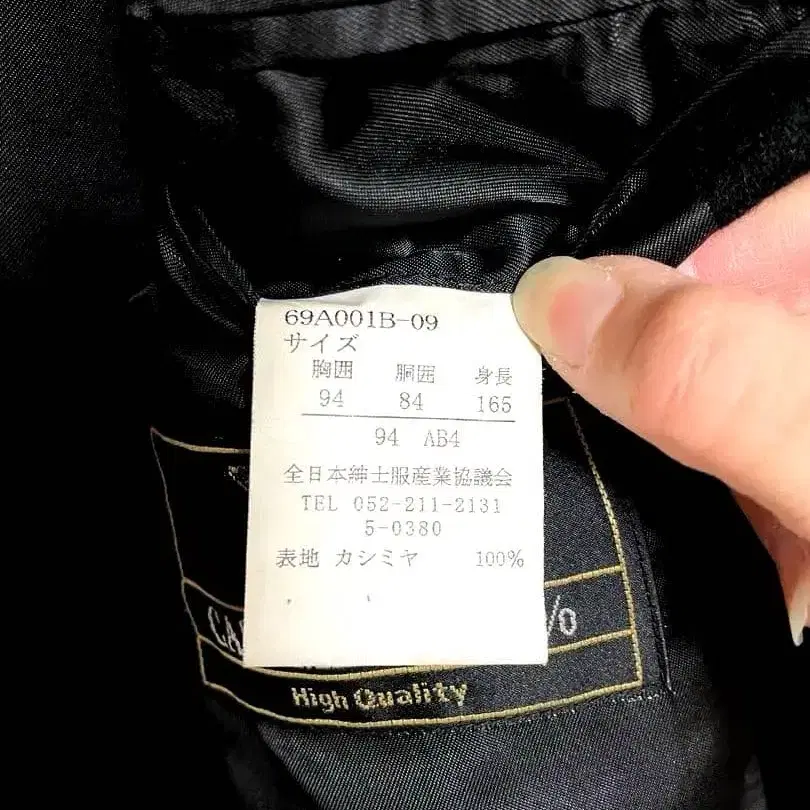 69A001B-09
サイズ
胸囲 胴囲 身長
94 84 165
94 AB4
全日本紳士服産業協議会
TEL 052-211-2131
5-0380
表地 カシミヤ 100%
High Quality